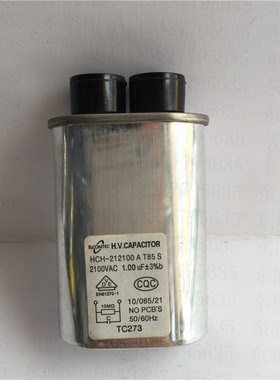 H.V.CAPACITOR
HCH-212100 A T85 S
2100VAC 1.00 uF±3%b
CQC
EN61270-1
10/085/21
10MΩ
NO PCB'S
C
50/60Hz
TC273